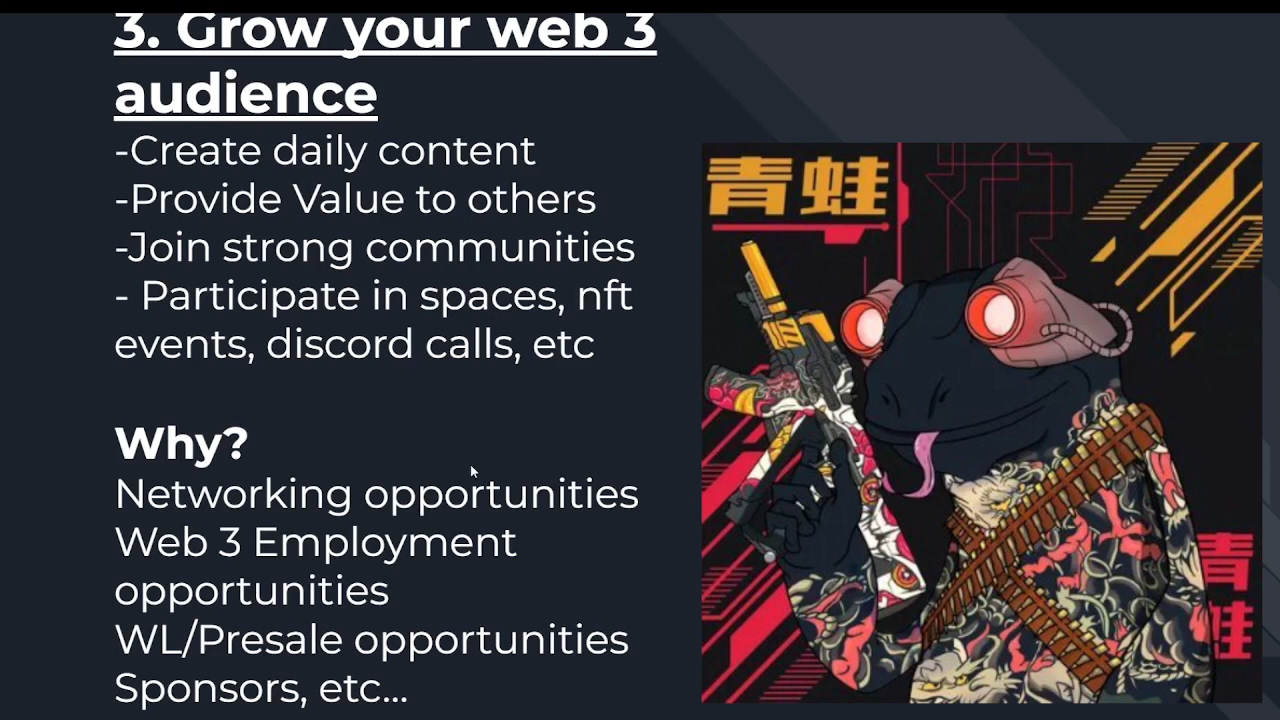 3. Grow your web 3
audience
-Create daily content
-Provide Value to others
-Join strong communities
- Participate in spaces, nft
events, discord calls, etc
Why?
Networking opportunities
Web 3 Employment
opportunities
WL/Presale opportunities
Sponsors, etc...
青蛙
青蛙